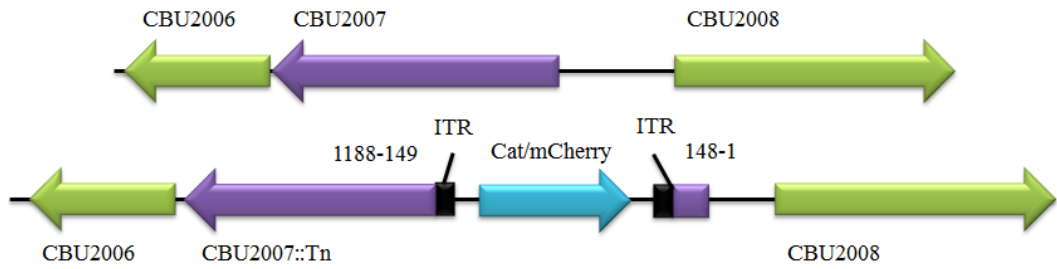 CBU2006 CBU2007 CBU2008
ITR ITR
1188-149 Cat/mCherry 148-1
CBU2006 CBU2007::Tn CBU2008